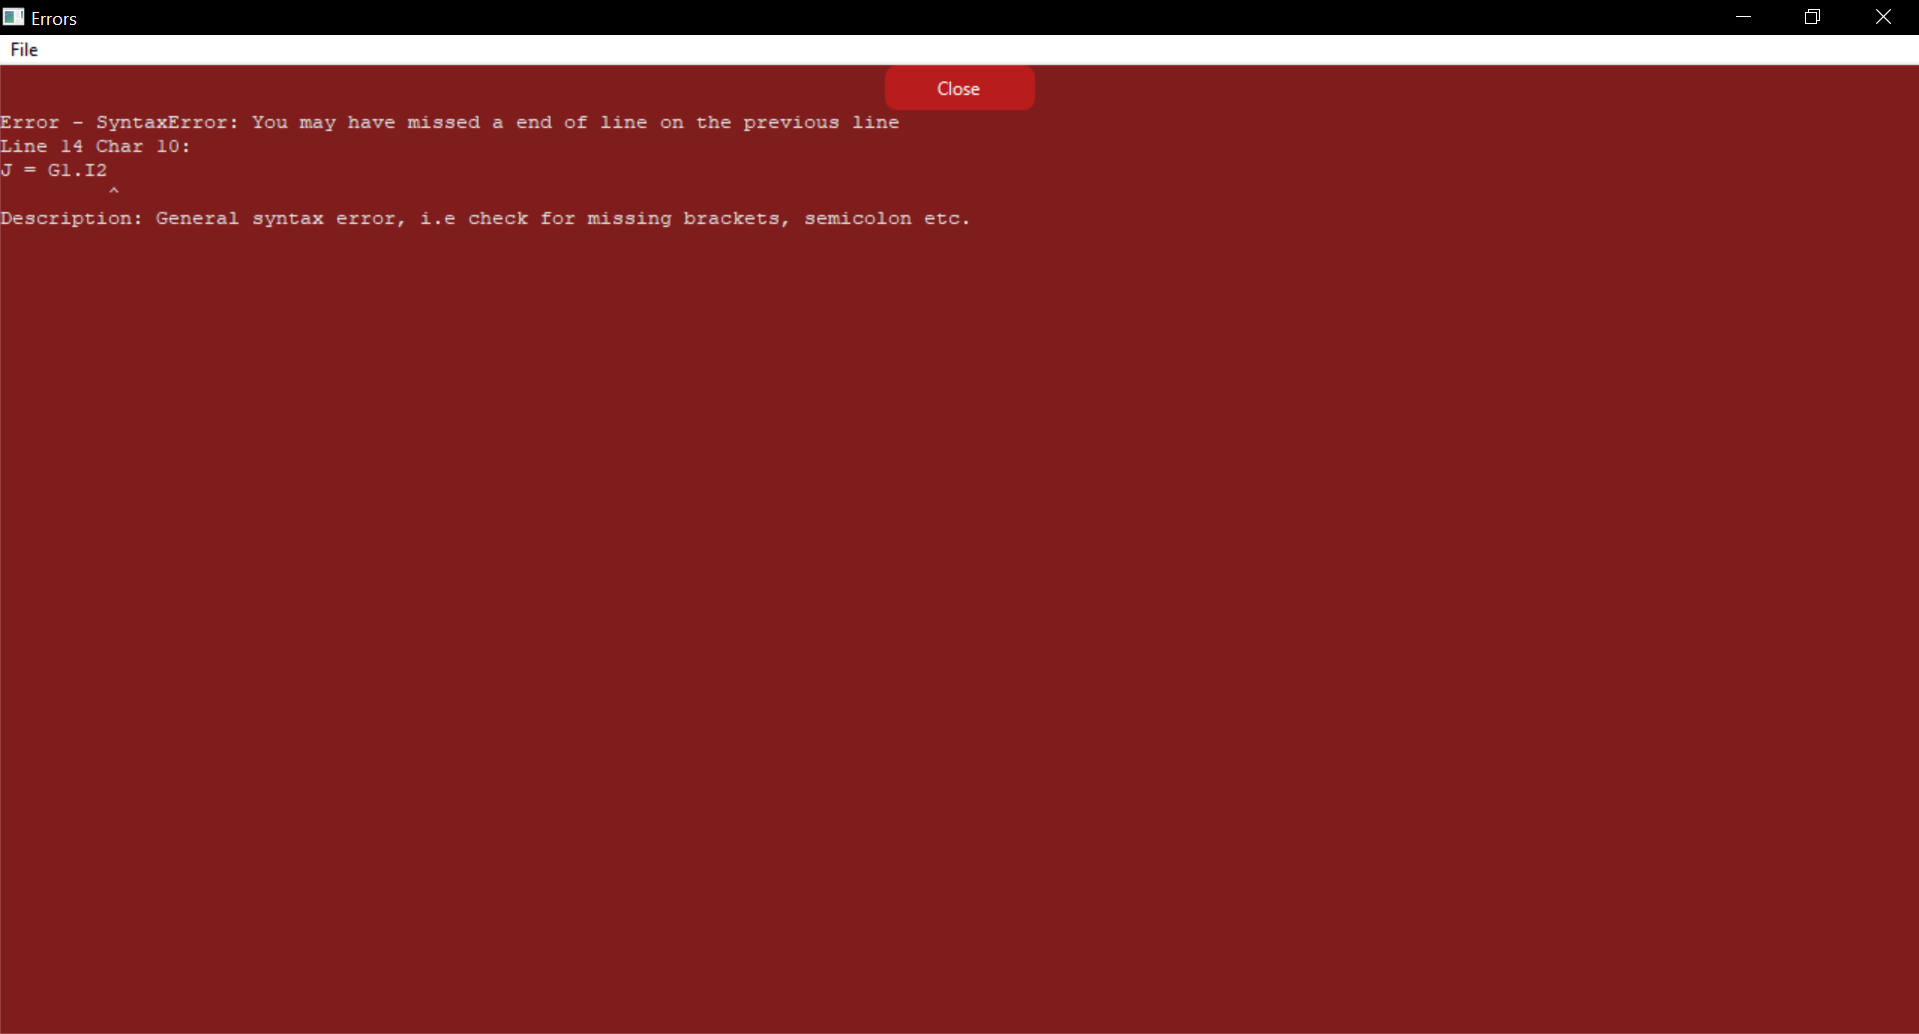 Errors
File
Close
Error - SyntaxError: You may have missed a end of line on the previous line
Line 14 Char 10:
J = G1.I2
^
Description: General syntax error, i.e check for missing brackets, semicolon etc.